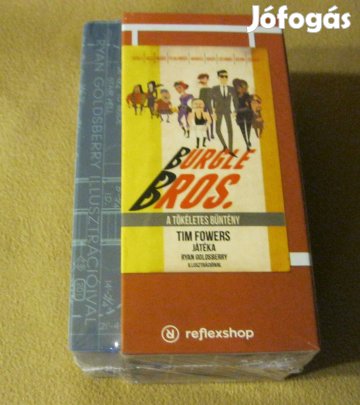 Jófogás
BURGLE
BROS.
A TÖKÉLETES BŰNTÉNY
TIM FOWERS
JÁTÉKA
RYAN GOLDSBERRY
ILLUSZTRÁCIÓIVAL
reflexshop
RYAN GOLDSBERRY ILLUSZTRÁCIÓIVAL